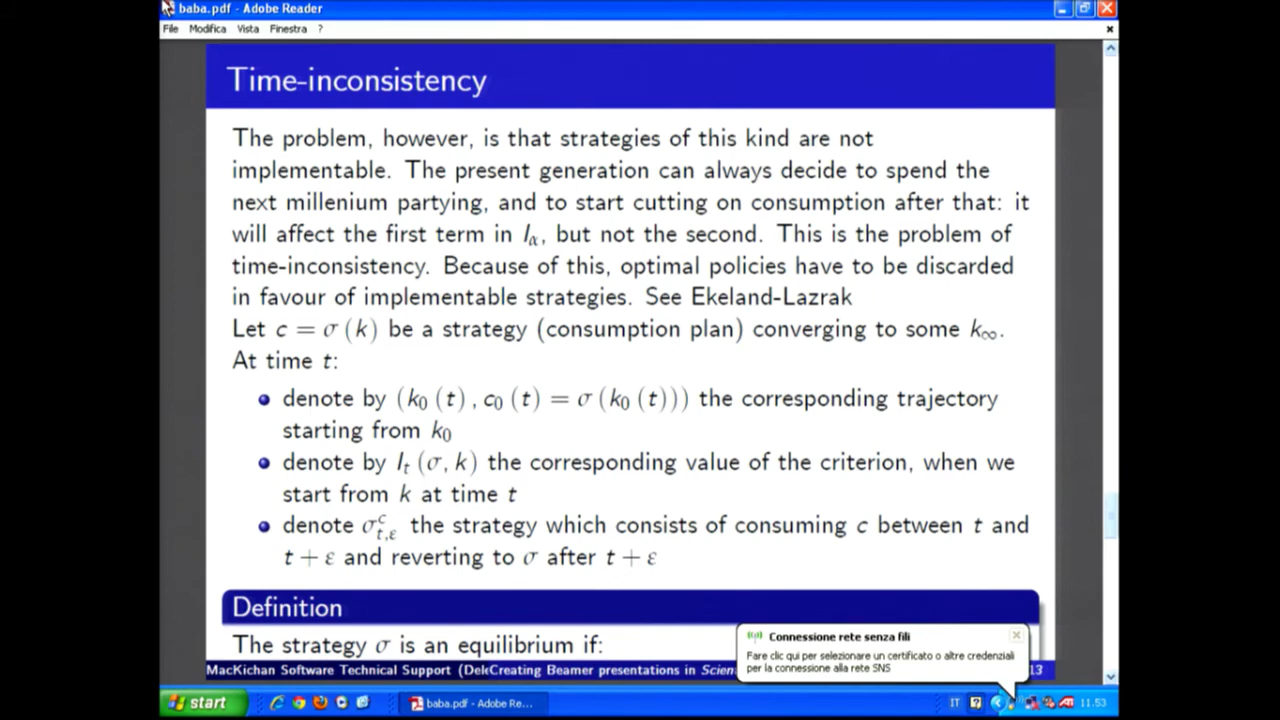 baba.pdf - Adobe Reader
File Modifica Vista Finestra ?
Time-inconsistency
The problem, however, is that strategies of this kind are not
implementable. The present generation can always decide to spend the
next millenium partying, and to start cutting on consumption after that: it
will affect the first term in Iα, but not the second. This is the problem of
time-inconsistency. Because of this, optimal policies have to be discarded
in favour of implementable strategies. See Ekeland-Lazrak
Let c = σ (k) be a strategy (consumption plan) converging to some k∞.
At time t:
denote by (k0 (t) , c0 (t) = σ (k0 (t))) the corresponding trajectory
starting from k0
denote by It (σ, k) the corresponding value of the criterion, when we
start from k at time t
denote σ^c_t,ε the strategy which consists of consuming c between t and
t + ε and reverting to σ after t + ε
Definition
The strategy σ is an equilibrium if:
MacKichan Software Technical Support (Dek Creating Beamer presentations in Scien
13
Connessione rete senza fili
Fare clic qui per selezionare un certificato o altre credenziali
per la connessione alla rete SNS
start
baba.pdf - Adobe Re...
IT
11.53